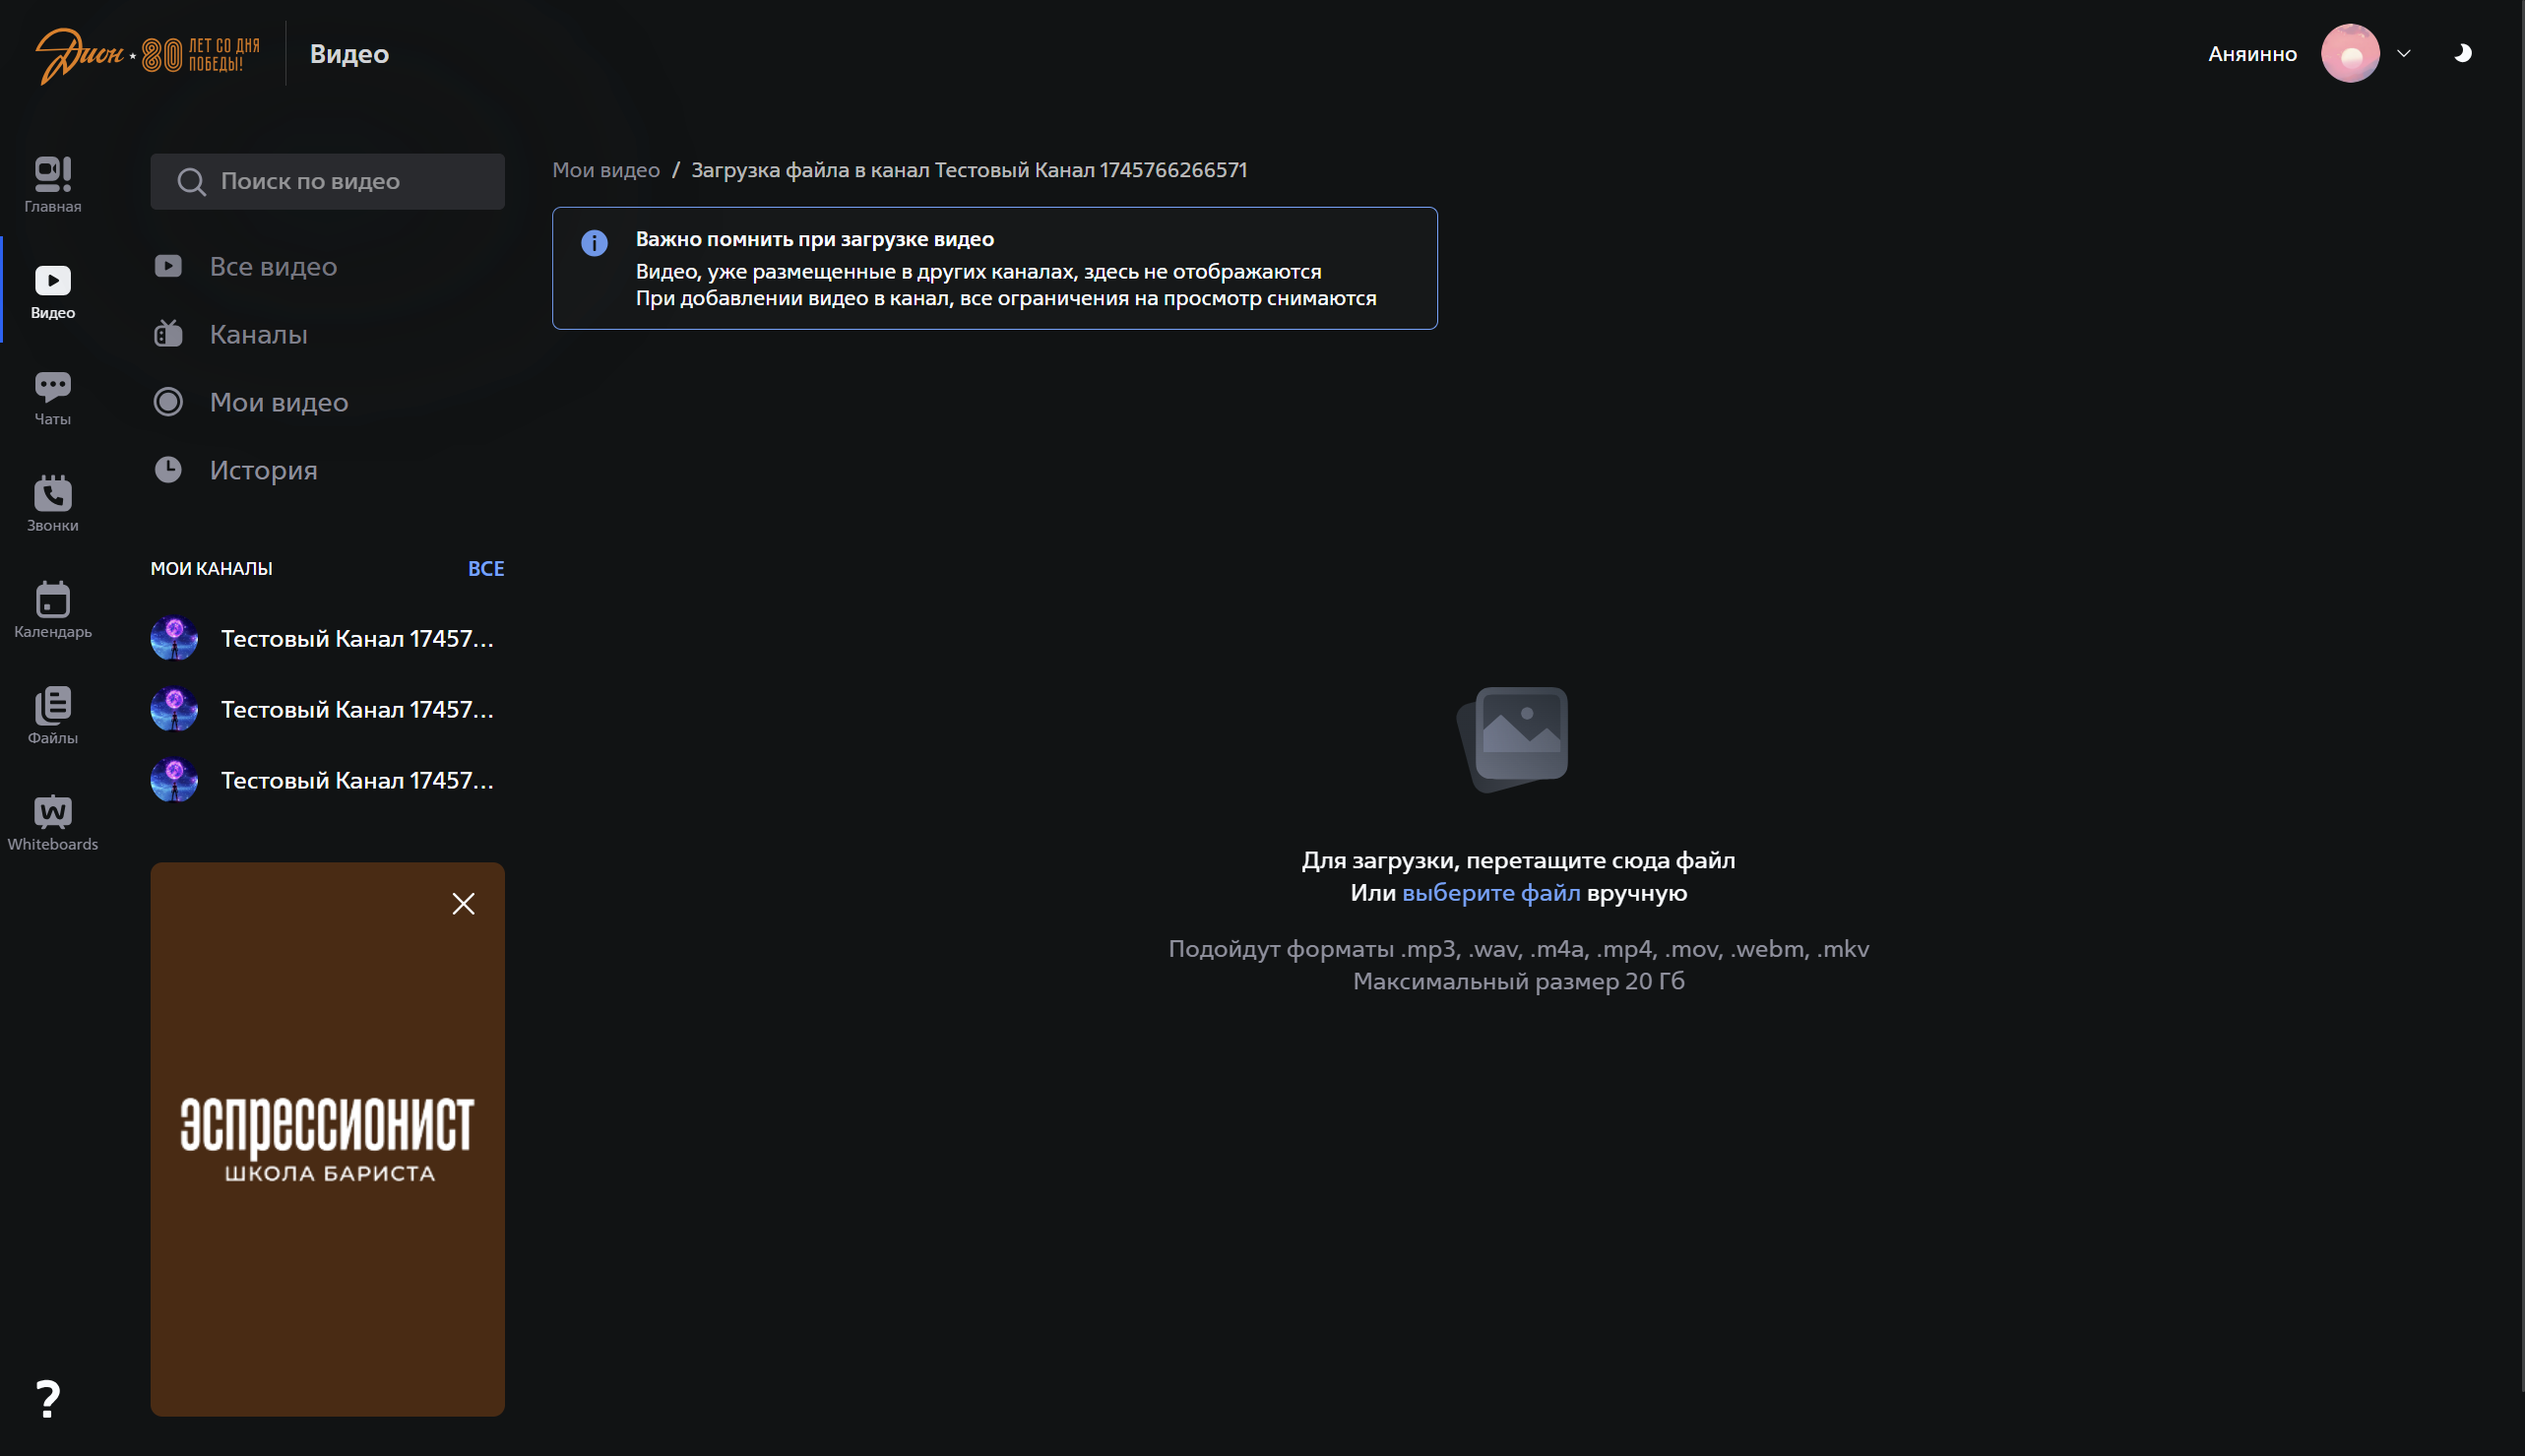 Дион
80 ЛЕТ СО ДНЯ
ПОБЕДЫ!
Видео
Аняинно
Главная
Видео
Чаты
Звонки
Календарь
Файлы
Whiteboards
?
Поиск по видео
Все видео
Каналы
Мои видео
История
МОИ КАНАЛЫ
ВСЕ
Тестовый Канал 17457...
Тестовый Канал 17457...
Тестовый Канал 17457...
ЭСПРЕССИОНИСТ
ШКОЛА БАРИСТА
Мои видео / Загрузка файла в канал Тестовый Канал 1745766266571
Важно помнить при загрузке видео
Видео, уже размещенные в других каналах, здесь не отображаются
При добавлении видео в канал, все ограничения на просмотр снимаются
Для загрузки, перетащите сюда файл
Или выберите файл вручную
Подойдут форматы .mp3, .wav, .m4a, .mp4, .mov, .webm, .mkv
Максимальный размер 20 Гб